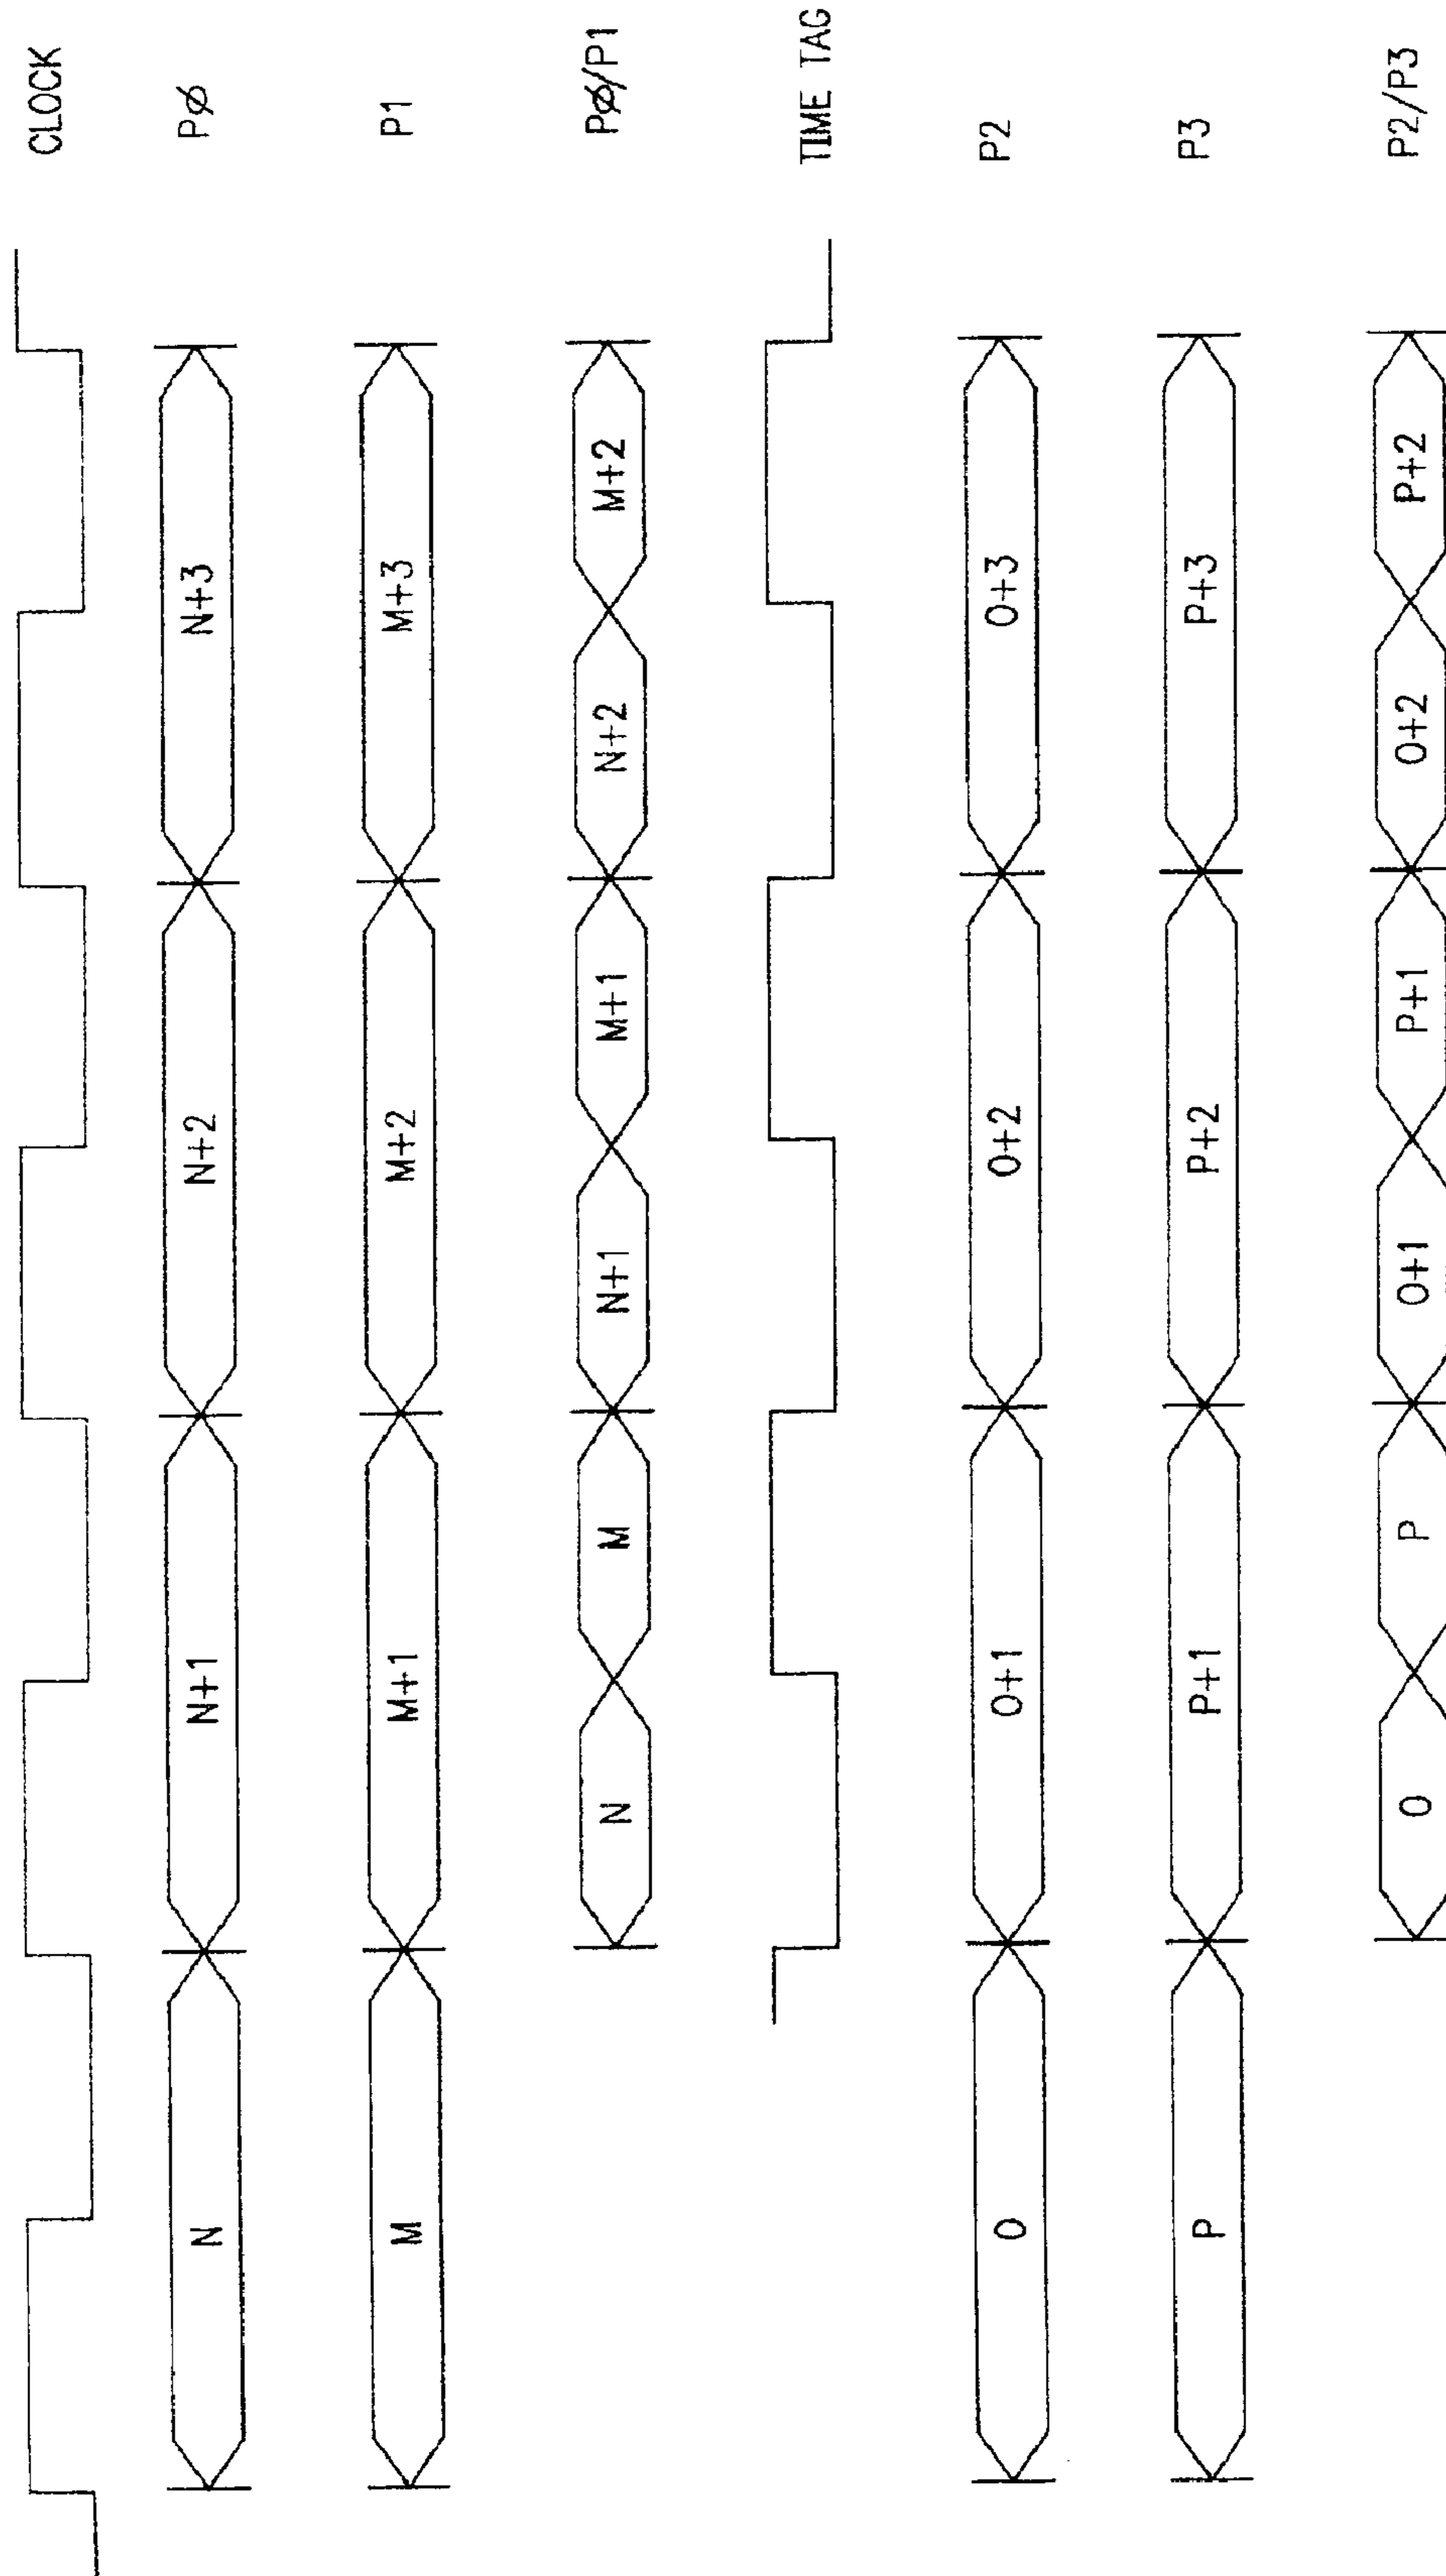 CLOCK
PØ
N
N+1
N+2
N+3
P1
M
M+1
M+2
M+3
PØ/P1
N
M
N+1
M+1
N+2
M+2
TIME TAG
P2
O
O+1
O+2
O+3
P3
P
P+1
P+2
P+3
P2/P3
O
P
O+1
P+1
O+2
P+2